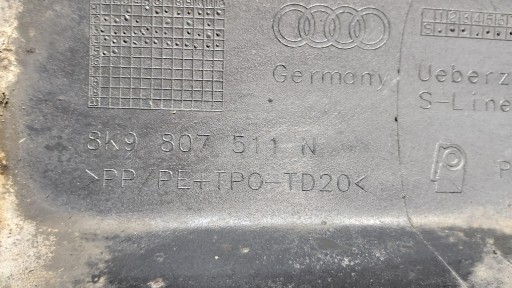 Germany
Ueberz
S-Line
8K9 807 511 N
>PP/PE+TPO-TD20<
P